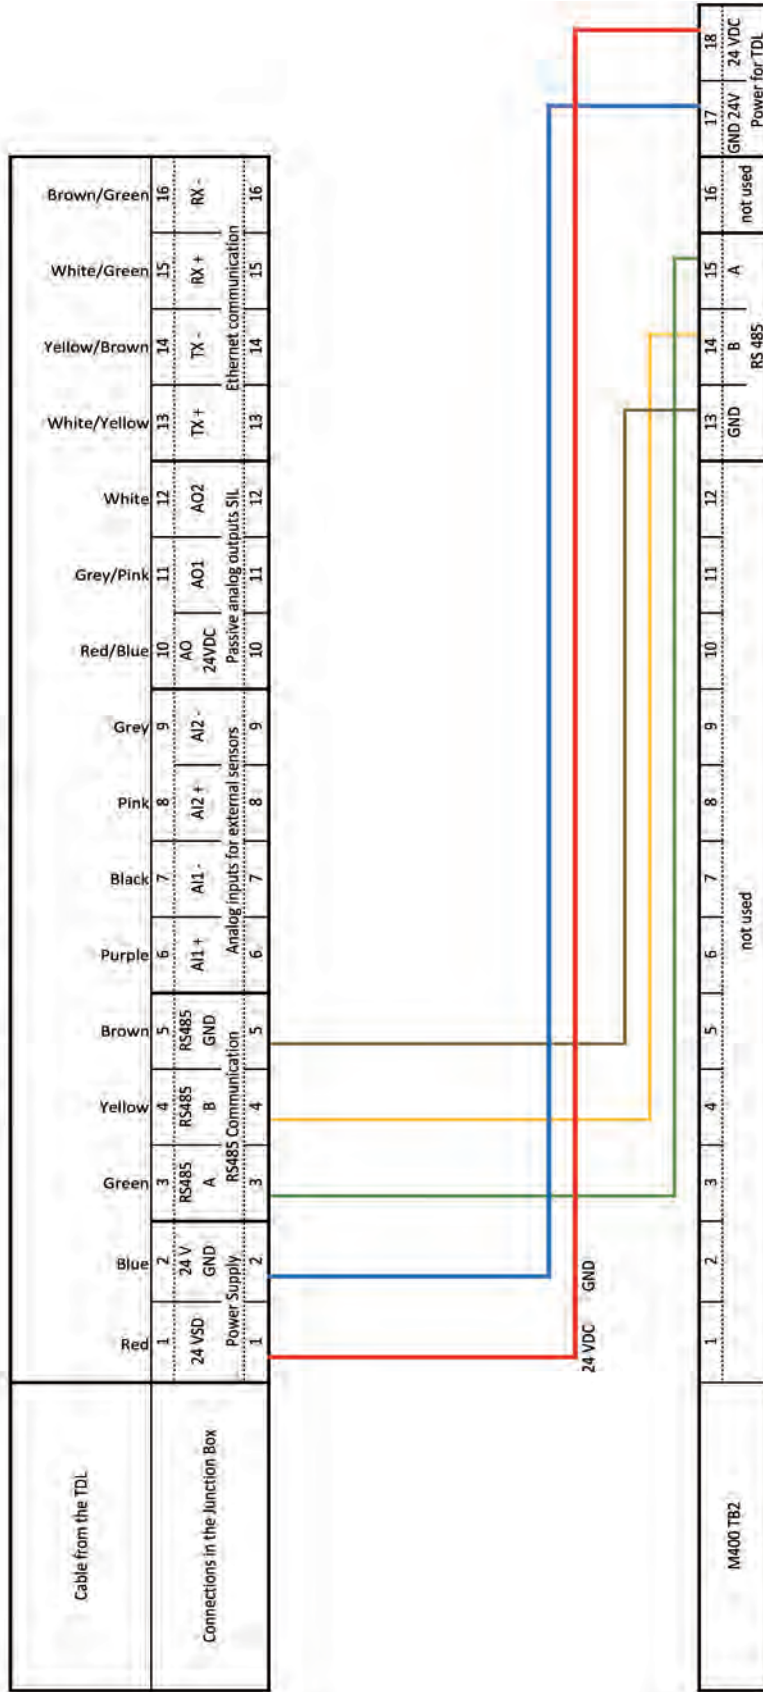 Cable from the TDL Red Blue Green Yellow Brown Purple Black Pink Grey Red/Blue Grey/Pink White White/Yellow Yellow/Brown White/Green Brown/Green
1 2 3 4 5 6 7 8 9 10 11 12 13 14 15 16
Connections in the Junction Box 24 VSD 24 V RS485 RS485 RS485 AI1 + AI1 - AI2 + AI2 - AO AO1 AO2 TX + TX - RX + RX -
GND A B GND 24VDC
Power Supply RS485 Communication Analog inputs for external sensors Passive analog outputs SIL Ethernet communication
1 2 3 4 5 6 7 8 9 10 11 12 13 14 15 16
24 VDC GND
M400 TB2 1 2 3 4 5 6 7 8 9 10 11 12 13 14 15 16 17 18
GND B A GND 24V 24 VDC
not used RS 485 not used Power for TDL